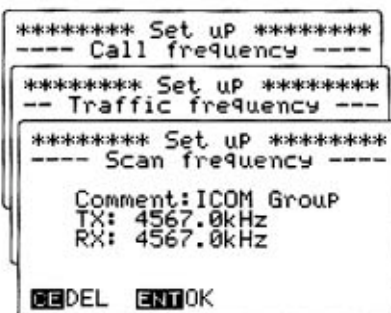 ******** Set up ********
---- Call frequency ----
******** Set up ********
-- Traffic frequency ---
******** Set up ********
---- Scan frequency ----
Comment:ICOM Group
TX: 4567.0kHz
RX: 4567.0kHz
CE DEL ENT OK